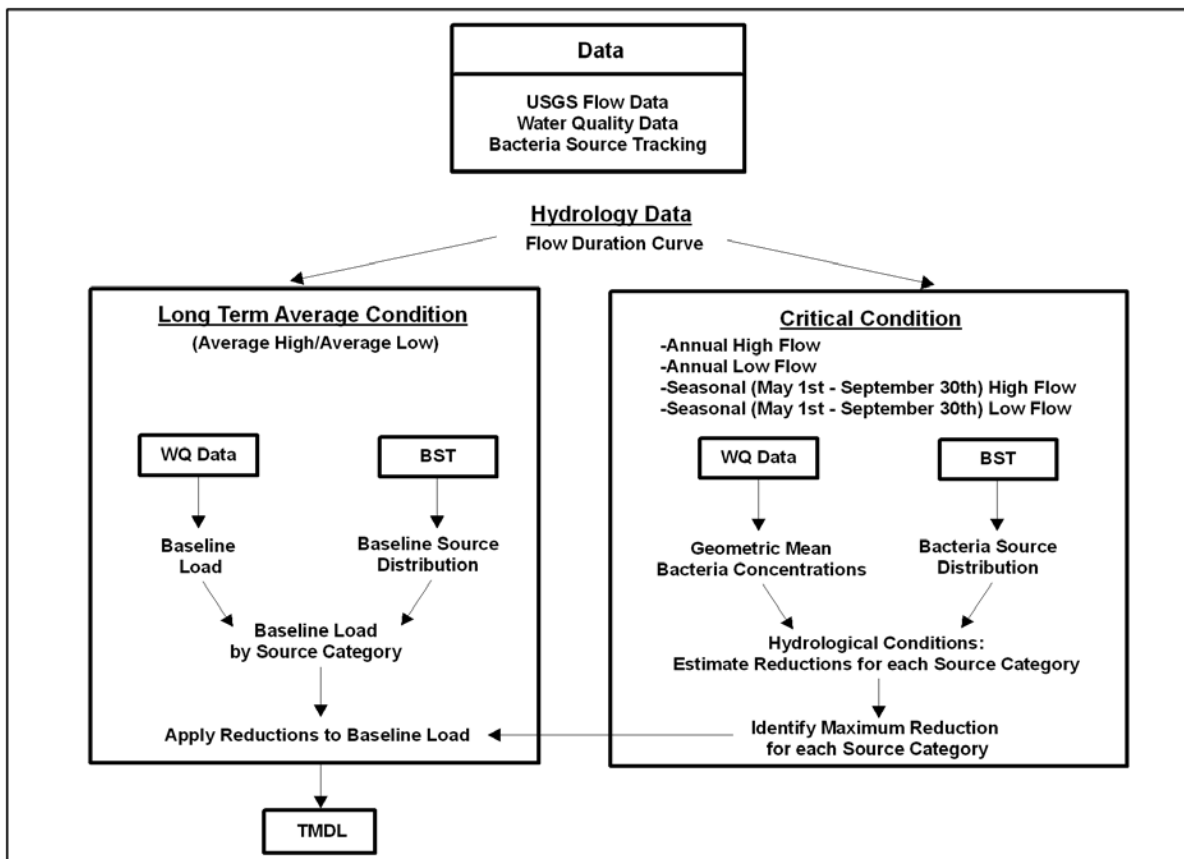 Data
USGS Flow Data
Water Quality Data
Bacteria Source Tracking
Hydrology Data
Flow Duration Curve
Long Term Average Condition
(Average High/Average Low)
WQ Data
BST
Baseline
Load
Baseline Source
Distribution
Baseline Load
by Source Category
Apply Reductions to Baseline Load
TMDL
Critical Condition
-Annual High Flow
-Annual Low Flow
-Seasonal (May 1st - September 30th) High Flow
-Seasonal (May 1st - September 30th) Low Flow
WQ Data
BST
Geometric Mean
Bacteria Concentrations
Bacteria Source
Distribution
Hydrological Conditions:
Estimate Reductions for each Source Category
Identify Maximum Reduction
for each Source Category